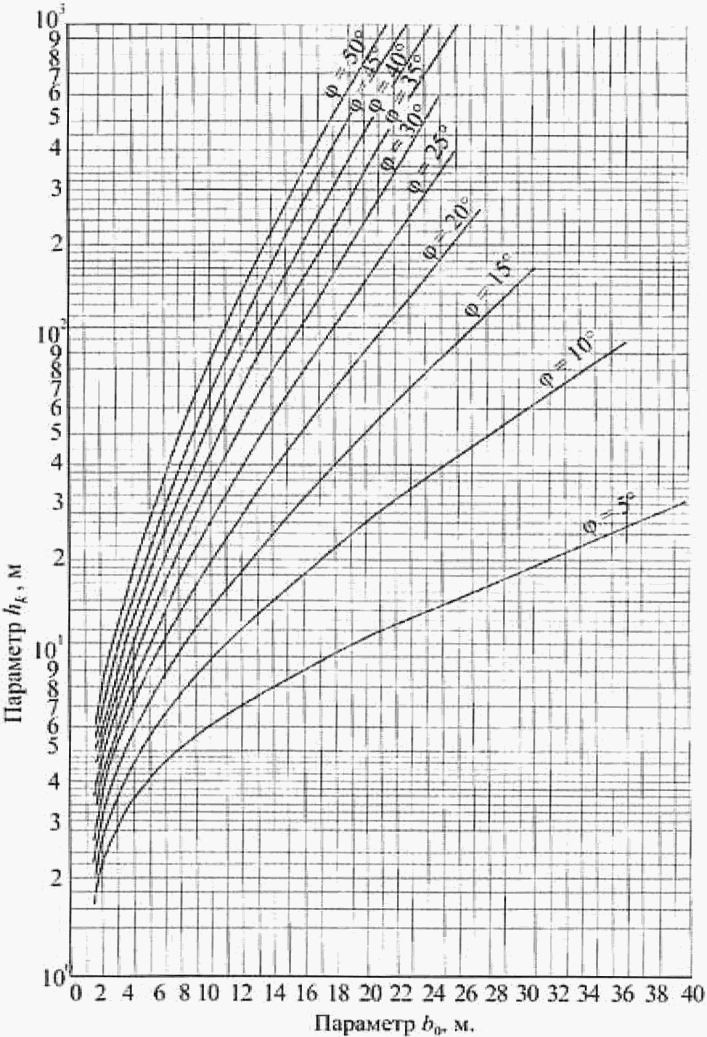 10³
9
8
7
6
5
4
3
2
10²
9
8
7
6
5
4
3
2
10¹
9
8
7
6
5
4
3
2
10⁰
Параметр hₖ, м
φ = 50°
φ = 45°
φ = 40°
φ = 35°
φ = 30°
φ = 25°
φ = 20°
φ = 15°
φ = 10°
φ = 5°
0 2 4 6 8 10 12 14 16 18 20 22 24 26 28 30 32 34 36 38 40
Параметр b₀, м.